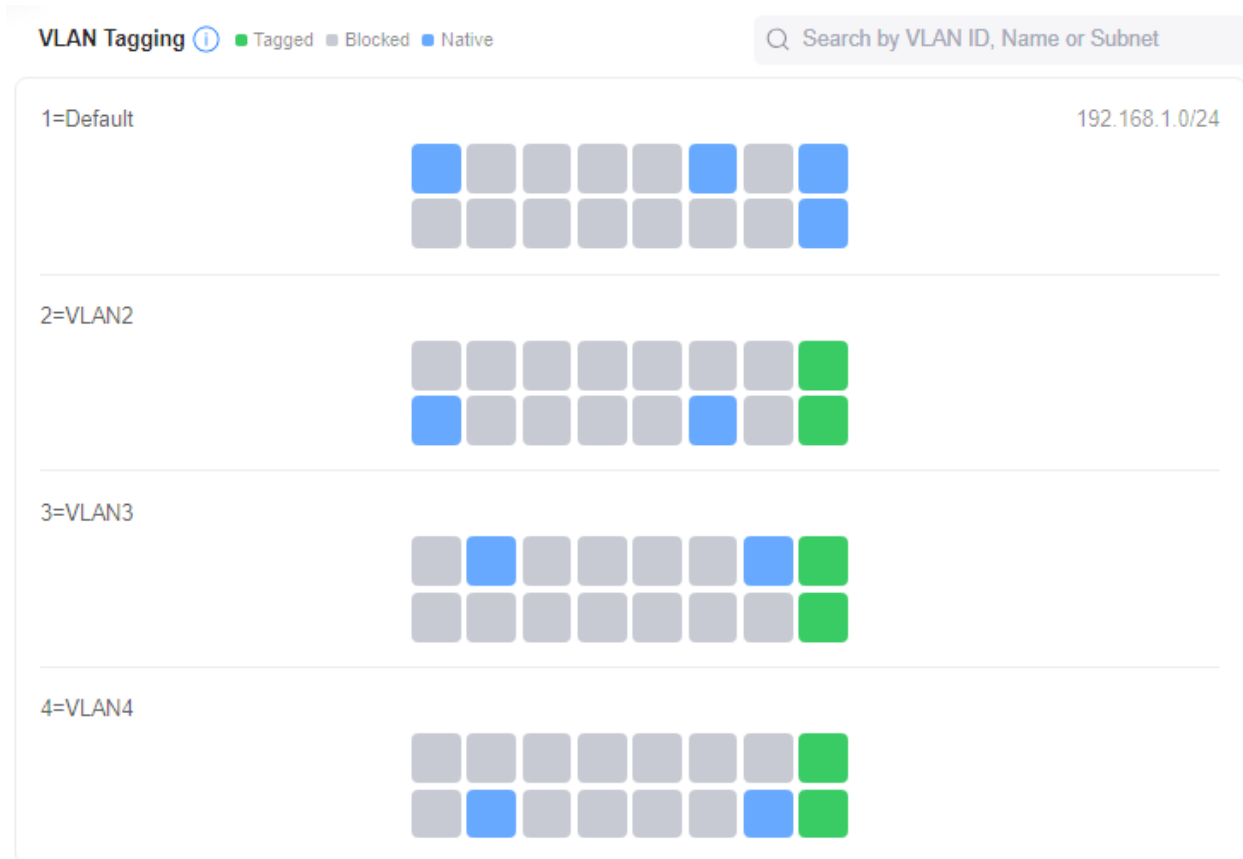 VLAN Tagging Tagged Blocked Native Search by VLAN ID, Name or Subnet
1=Default 192.168.1.0/24
2=VLAN2
3=VLAN3
4=VLAN4